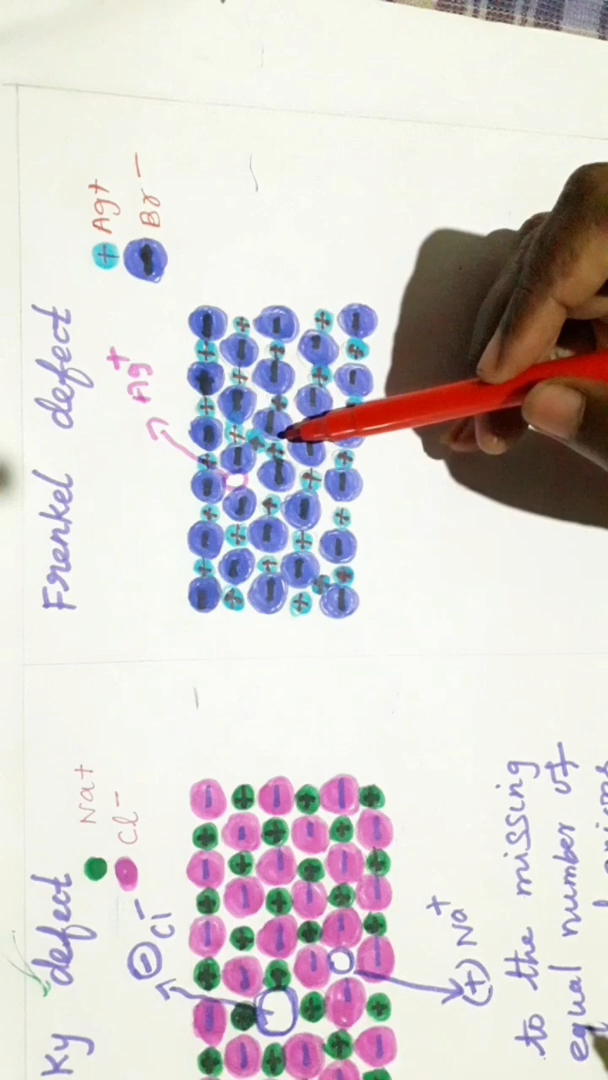 Frenkel defect
Ag+
Br-
Ag+
ky defect
Na+
Cl-
Cl-
(+) Na+
to the missing
equal number of